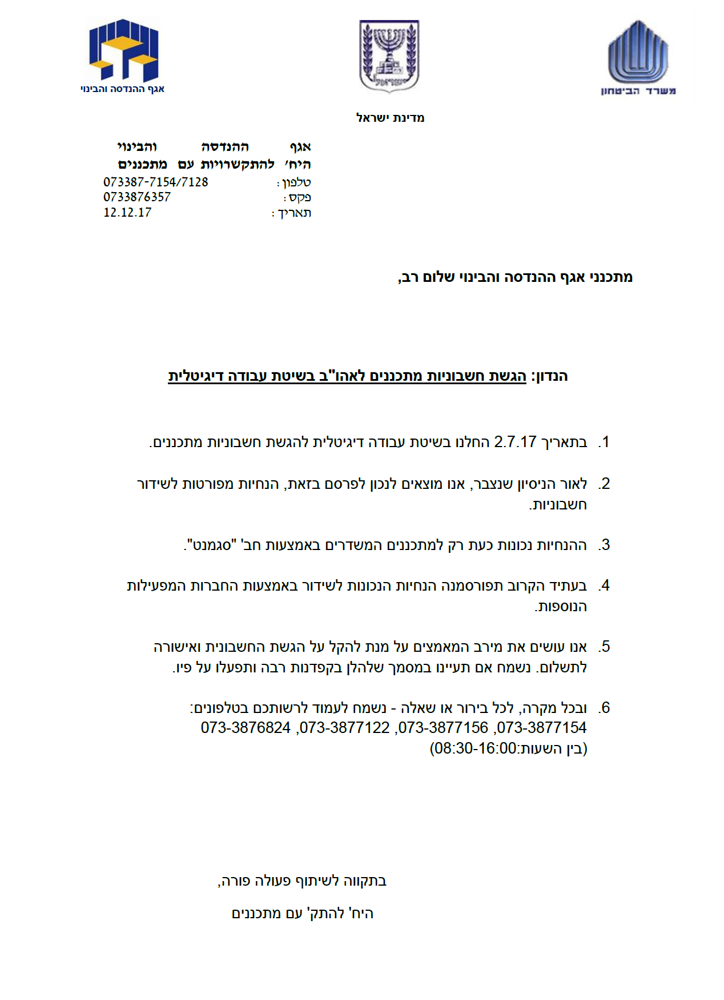 אגף ההנדסה והבינוי
ישראל
משרד הביטחון
מדינת ישראל
אגף ההנדסה והבינוי
היח' להתקשרויות עם מתכננים
טלפון: 073387-7154/7128
פקס: 0733876357
תאריך: 12.12.17
מתכנני אגף ההנדסה והבינוי שלום רב,
הנדון: הגשת חשבוניות מתכננים לאהו"ב בשיטת עבודה דיגיטלית
1. בתאריך 2.7.17 החלנו בשיטת עבודה דיגיטלית להגשת חשבוניות מתכננים.
2. לאור הניסיון שנצבר, אנו מוצאים לנכון לפרסם בזאת, הנחיות מפורטות לשידור
חשבוניות.
3. ההנחיות נכונות כעת רק למתכננים המשדרים באמצעות חב' "סגמנט".
4. בעתיד הקרוב תפורסמנה הנחיות הנכונות לשידור באמצעות החברות המפעילות
הנוספות.
5. אנו עושים את מירב המאמצים על מנת להקל על הגשת החשבונית ואישורה
לתשלום. נשמח אם תעיינו במסמך שלהלן בקפדנות רבה ותפעלו על פיו.
6. ובכל מקרה, לכל בירור או שאלה - נשמח לעמוד לרשותכם בטלפונים:
073-3877154, 073-3877156, 073-3877122, 073-3876824
(בין השעות:08:30-16:00)
בתקווה לשיתוף פעולה פורה,
היח' להתק' עם מתכננים